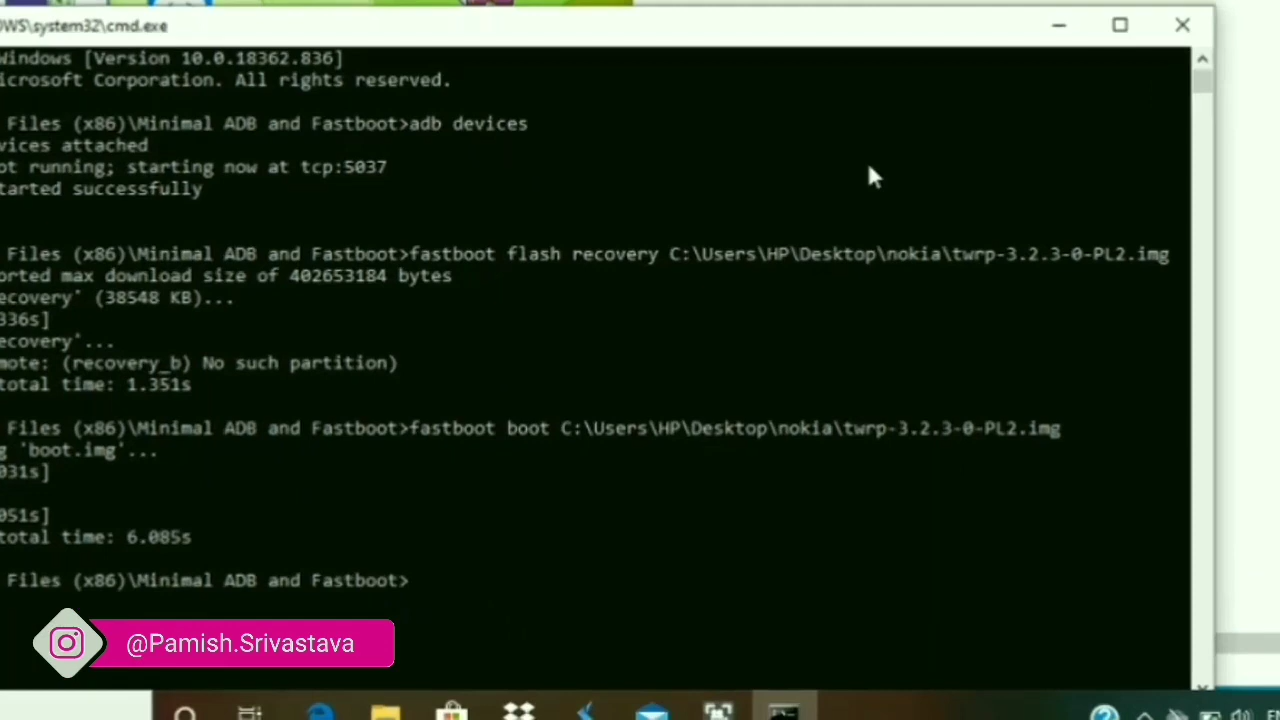 OWS\system32\cmd.exe
Windows [Version 10.0.18362.836]
icrosoft Corporation. All rights reserved.
Files (x86)\Minimal ADB and Fastboot>adb devices
vices attached
ot running; starting now at tcp:5037
tarted successfully
Files (x86)\Minimal ADB and Fastboot>fastboot flash recovery C:\Users\HP\Desktop\nokia\twrp-3.2.3-0-PL2.img
orted max download size of 402653184 bytes
ecovery' (38548 KB)...
336s]
ecovery'...
mote: (recovery_b) No such partition)
total time: 1.351s
Files (x86)\Minimal ADB and Fastboot>fastboot boot C:\Users\HP\Desktop\nokia\twrp-3.2.3-0-PL2.img
g 'boot.img'...
031s]
051s]
total time: 6.085s
Files (x86)\Minimal ADB and Fastboot>
@Pamish.Srivastava